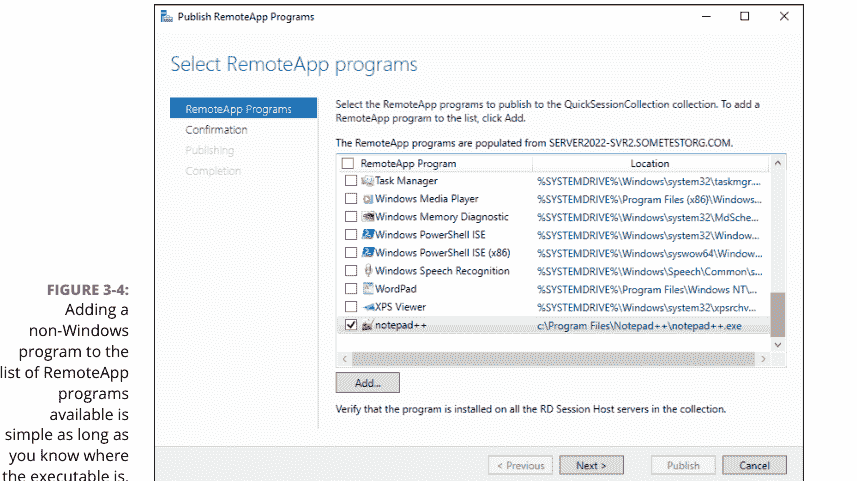 Publish RemoteApp Programs
Select RemoteApp programs
RemoteApp Programs
Confirmation
Publishing
Completion
Select the RemoteApp programs to publish to the QuickSessionCollection collection. To add a
RemoteApp program to the list, click Add.
The RemoteApp programs are populated from SERVER2022-SVR2.SOMETESTORG.COM.
RemoteApp Program Location
Task Manager %SYSTEMDRIVE%\Windows\system32\taskmgr....
Windows Media Player %SYSTEMDRIVE%\Program Files (x86)\Windows...
Windows Memory Diagnostic %SYSTEMDRIVE%\Windows\system32\MdSche...
Windows PowerShell ISE %SYSTEMDRIVE%\Windows\system32\Window...
Windows PowerShell ISE (x86) %SYSTEMDRIVE%\Windows\syswow64\Window...
Windows Speech Recognition %SYSTEMDRIVE%\Windows\Speech\Common\s...
WordPad %SYSTEMDRIVE%\Program Files\Windows NT\...
XPS Viewer %SYSTEMDRIVE%\Windows\system32\xpsrchv...
notepad++ c:\Program Files\Notepad++\notepad++.exe
Add...
Verify that the program is installed on all the RD Session Host servers in the collection.
< Previous Next > Publish Cancel
FIGURE 3-4:
Adding a
non-Windows
program to the
list of RemoteApp
programs
available is
simple as long as
you know where
the executable is.